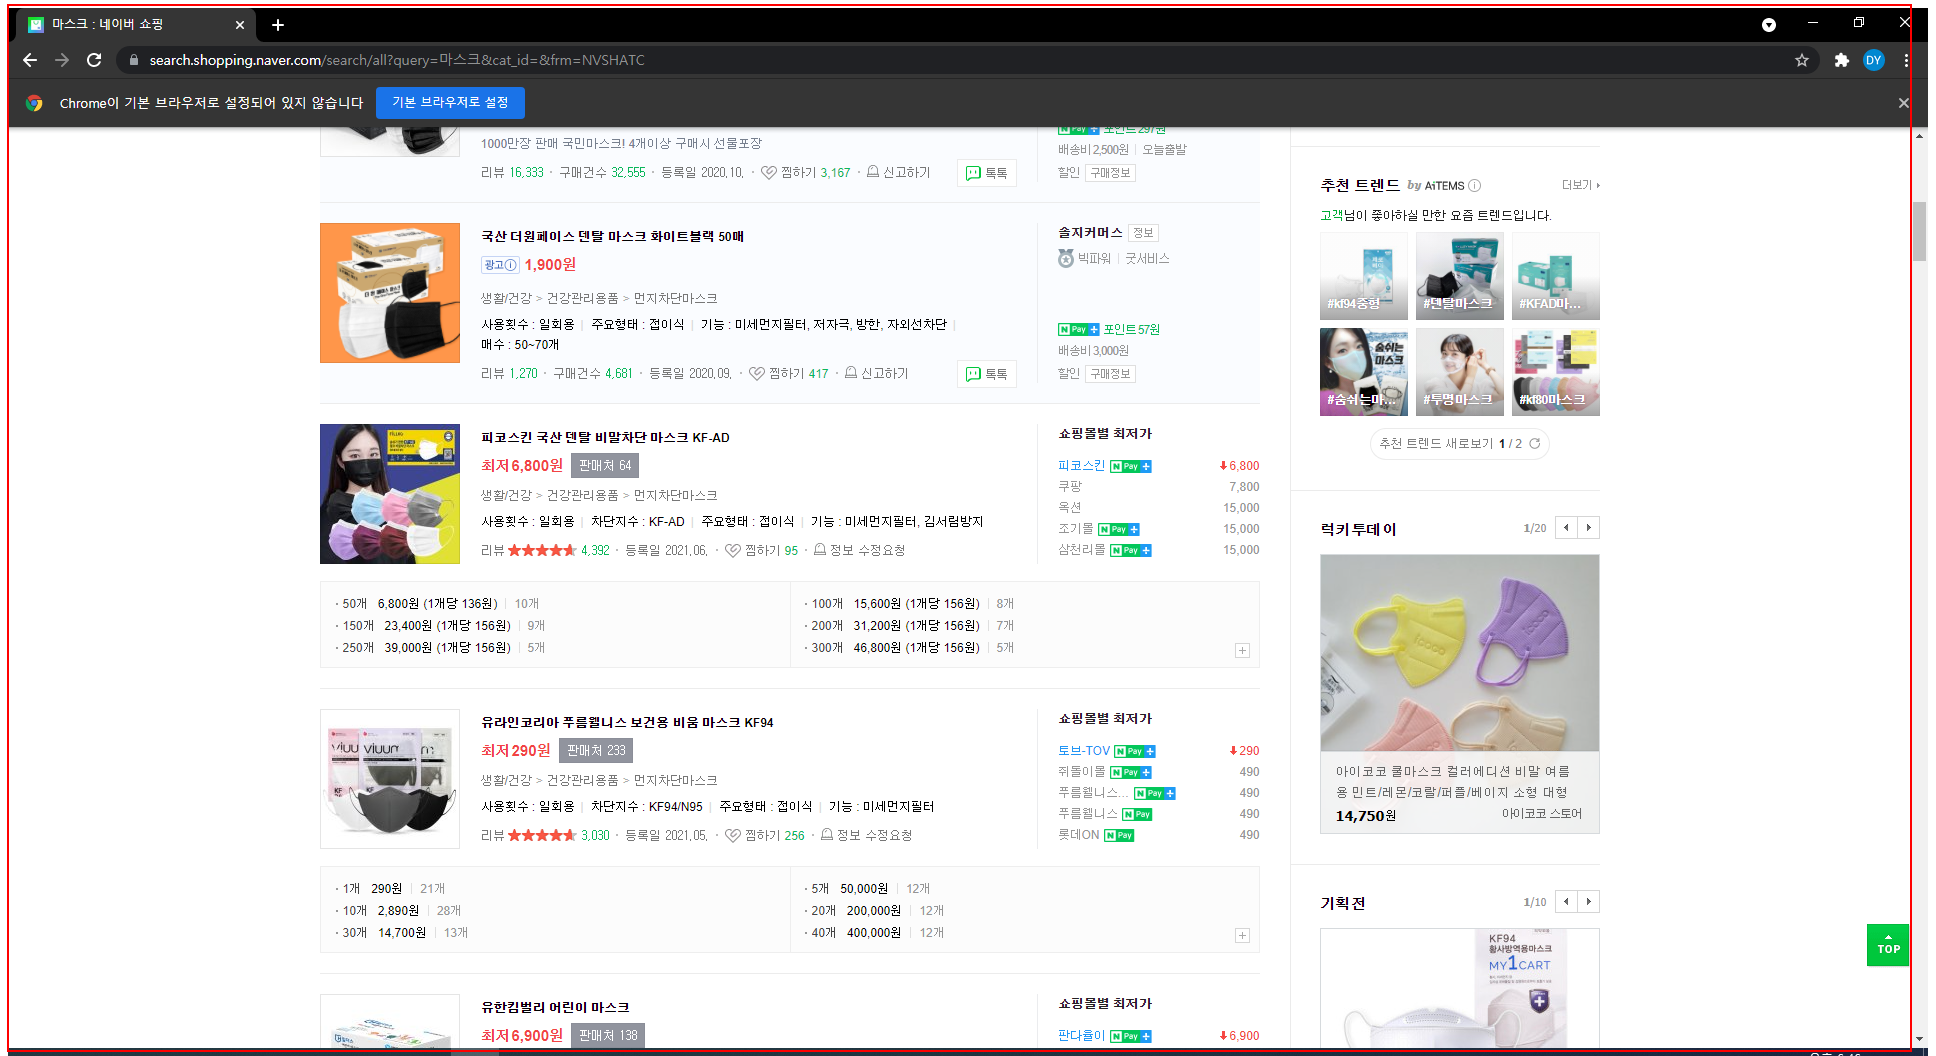 마스크 : 네이버 쇼핑
search.shopping.naver.com/search/all?query=마스크&cat_id=&frm=NVSHATC
DY
Chrome이 기본 브라우저로 설정되어 있지 않습니다
기본 브라우저로 설정
1000만장 판매 국민마스크! 4개이상 구매시 선물포장
리뷰 16,333 · 구매건수 32,555 · 등록일 2020.10. · 찜하기 3,167 · 신고하기
톡톡
N Pay + 포인트 297원
배송비 2,500원 | 오늘출발
할인 구매정보
국산 더원페이스 덴탈 마스크 화이트블랙 50매
광고 1,900원
생활/건강 > 건강관리용품 > 먼지차단마스크
사용횟수 : 일회용 | 주요형태 : 접이식 | 기능 : 미세먼지필터, 저자극, 방한, 자외선차단 |
매수 : 50~70개
리뷰 1,270 · 구매건수 4,681 · 등록일 2020.09. · 찜하기 417 · 신고하기
톡톡
솔지커머스 정보
빅파워 | 굿서비스
N Pay + 포인트 57원
배송비 3,000원
할인 구매정보
피코스킨 국산 덴탈 비말차단 마스크 KF-AD
최저 6,800원 판매처 64
생활/건강 > 건강관리용품 > 먼지차단마스크
사용횟수 : 일회용 | 차단지수 : KF-AD | 주요형태 : 접이식 | 기능 : 미세먼지필터, 김서림방지
리뷰 ★★★★★ 4,392 · 등록일 2021.06. · 찜하기 95 · 정보 수정요청
쇼핑몰별 최저가
피코스킨 N Pay + 6,800
쿠팡 7,800
옥션 15,000
조기몰 N Pay + 15,000
삼천리몰 N Pay + 15,000
· 50개 6,800원 (1개당 136원) | 10개
· 100개 15,600원 (1개당 156원) | 8개
· 150개 23,400원 (1개당 156원) | 9개
· 200개 31,200원 (1개당 156원) | 7개
· 250개 39,000원 (1개당 156원) | 5개
· 300개 46,800원 (1개당 156원) | 5개
유라인코리아 푸름웰니스 보건용 비움 마스크 KF94
최저 290원 판매처 233
생활/건강 > 건강관리용품 > 먼지차단마스크
사용횟수 : 일회용 | 차단지수 : KF94/N95 | 주요형태 : 접이식 | 기능 : 미세먼지필터
리뷰 ★★★★★ 3,030 · 등록일 2021.05. · 찜하기 256 · 정보 수정요청
쇼핑몰별 최저가
토브-TOV N Pay + 290
쥐돌이몰 N Pay + 490
푸름웰니스... N Pay + 490
푸름웰니스 N Pay 490
롯데ON N Pay 490
· 1개 290원 | 21개
· 5개 50,000원 | 12개
· 10개 2,890원 | 28개
· 20개 200,000원 | 12개
· 30개 14,700원 | 13개
· 40개 400,000원 | 12개
유한킴벌리 어린이 마스크
최저 6,900원 판매처 138
쇼핑몰별 최저가
판다율이 N Pay + 6,900
추천 트렌드 by AiTEMS
더보기
고객님이 좋아하실 만한 요즘 트렌드입니다.
#kf94중형
#덴탈마스크
#KFAD마...
숨쉬는 마스크
#숨쉬는마...
#투명마스크
#kf80마스크
추천 트렌드 새로보기 1 / 2
럭키투데이
1/20
아이코코 쿨마스크 컬러에디션 비말 여름
용 민트/레몬/코랄/퍼플/베이지 소형 대형
14,750원
아이코코 스토어
기획전
1/10
KF94
황사방역용마스크
MY1CART
TOP